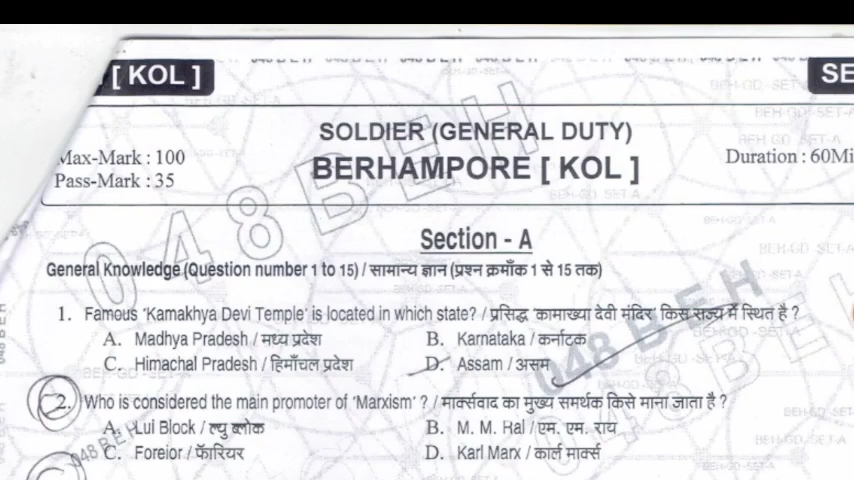 [ KOL ]
SE
SOLDIER (GENERAL DUTY)
Max-Mark : 100
BERHAMPORE [ KOL ]
Duration : 60Mi
Pass-Mark : 35
Section - A
General Knowledge (Question number 1 to 15) / सामान्य ज्ञान (प्रश्न क्रमाँक 1 से 15 तक)
1. Famous 'Kamakhya Devi Temple' is located in which state? / प्रसिद्ध 'कामाख्या देवी मंदिर' किस राज्य में स्थित है ?
A. Madhya Pradesh / मध्य प्रदेश B. Karnataka / कर्नाटक
C. Himachal Pradesh / हिमाँचल प्रदेश D. Assam / असम
2. Who is considered the main promoter of 'Marxism' ? / मार्क्सवाद का मुख्य समर्थक किसे माना जाता है ?
A. Lui Block / ल्यु ब्लोक B. M. M. Hal / एम. एम. राय
C. Foreior / फॅारियर D. Karl Marx / कार्ल मार्क्स
048 BEH